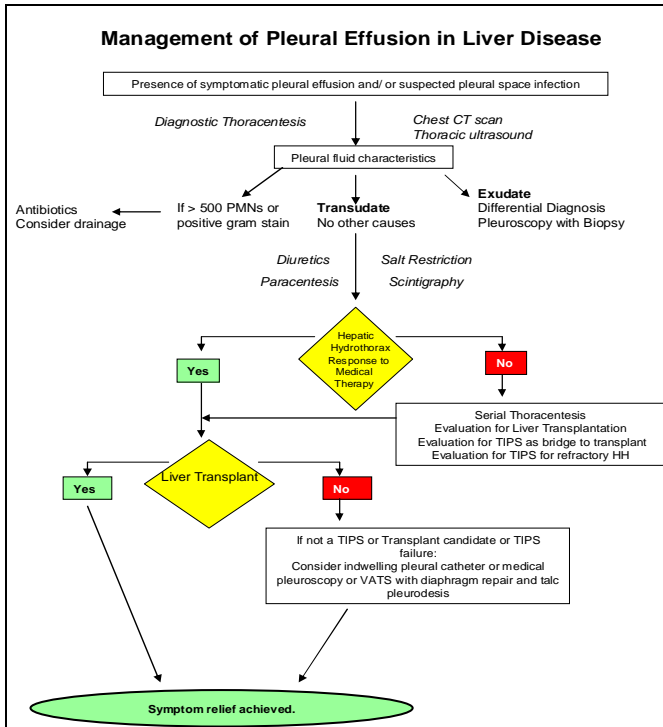 Management of Pleural Effusion in Liver Disease
Presence of symptomatic pleural effusion and/ or suspected pleural space infection
Diagnostic Thoracentesis
Chest CT scan
Thoracic ultrasound
Pleural fluid characteristics
Antibiotics
Consider drainage
If > 500 PMNs or
positive gram stain
Transudate
No other causes
Exudate
Differential Diagnosis
Pleuroscopy with Biopsy
Diuretics
Salt Restriction
Paracentesis
Scintigraphy
Hepatic
Hydrothorax
Response to
Medical
Therapy
Yes
No
Serial Thoracentesis
Evaluation for Liver Transplantation
Evaluation for TIPS as bridge to transplant
Evaluation for TIPS for refractory HH
Liver Transplant
Yes
No
If not a TIPS or Transplant candidate or TIPS
failure:
Consider indwelling pleural catheter or medical
pleuroscopy or VATS with diaphragm repair and talc
pleurodesis
Symptom relief achieved.